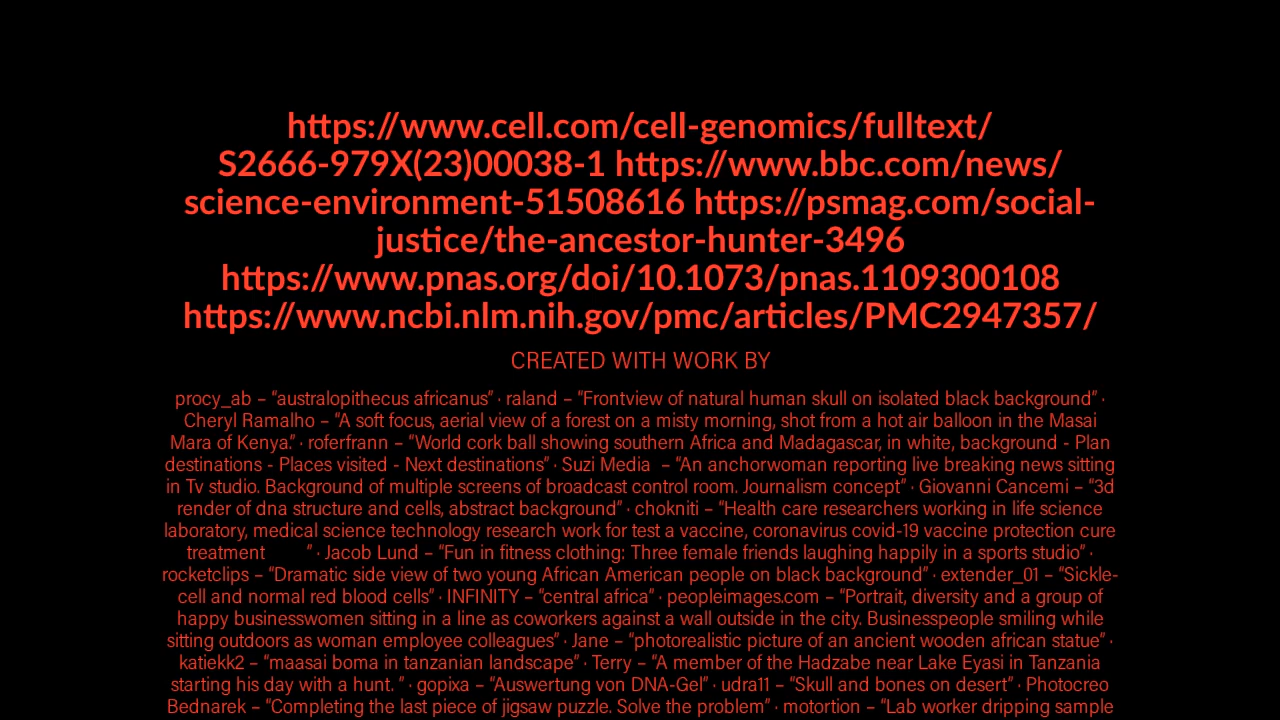 https://www.cell.com/cell-genomics/fulltext/
S2666-979X(23)00038-1 https://www.bbc.com/news/
science-environment-51508616 https://psmag.com/social-
justice/the-ancestor-hunter-3496
https://www.pnas.org/doi/10.1073/pnas.1109300108
https://www.ncbi.nlm.nih.gov/pmc/articles/PMC2947357/
CREATED WITH WORK BY
procy_ab – “australopithecus africanus” · raland – “Frontview of natural human skull on isolated black background” ·
Cheryl Ramalho – “A soft focus, aerial view of a forest on a misty morning, shot from a hot air balloon in the Masai
Mara of Kenya.” · roferfrann – “World cork ball showing southern Africa and Madagascar, in white, background - Plan
destinations - Places visited - Next destinations” · Suzi Media – “An anchorwoman reporting live breaking news sitting
in Tv studio. Background of multiple screens of broadcast control room. Journalism concept” · Giovanni Cancemi – “3d
render of dna structure and cells, abstract background” · chokniti – “Health care researchers working in life science
laboratory, medical science technology research work for test a vaccine, coronavirus covid-19 vaccine protection cure
treatment ” · Jacob Lund – “Fun in fitness clothing: Three female friends laughing happily in a sports studio” ·
rocketclips – “Dramatic side view of two young African American people on black background” · extender_01 – “Sickle-
cell and normal red blood cells” · INFINITY – “central africa” · peopleimages.com – “Portrait, diversity and a group of
happy businesswomen sitting in a line as coworkers against a wall outside in the city. Businesspeople smiling while
sitting outdoors as woman employee colleagues” · Jane – “photorealistic picture of an ancient wooden african statue” ·
katiekk2 – “maasai boma in tanzanian landscape” · Terry – “A member of the Hadzabe near Lake Eyasi in Tanzania
starting his day with a hunt. ” · gopixa – “Auswertung von DNA-Gel” · udra11 – “Skull and bones on desert” · Photocreo
Bednarek – “Completing the last piece of jigsaw puzzle. Solve the problem” · motortion – “Lab worker dripping sample